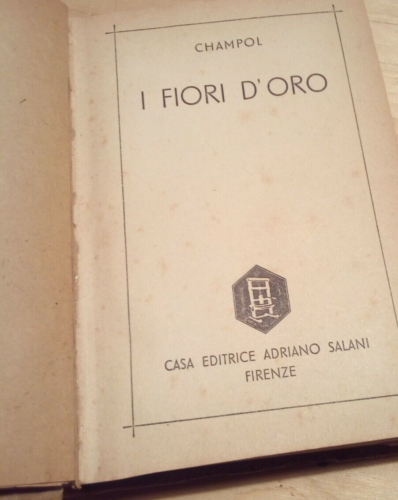 CHAMPOL
I FIORI D'ORO
CASA EDITRICE ADRIANO SALANI
FIRENZE